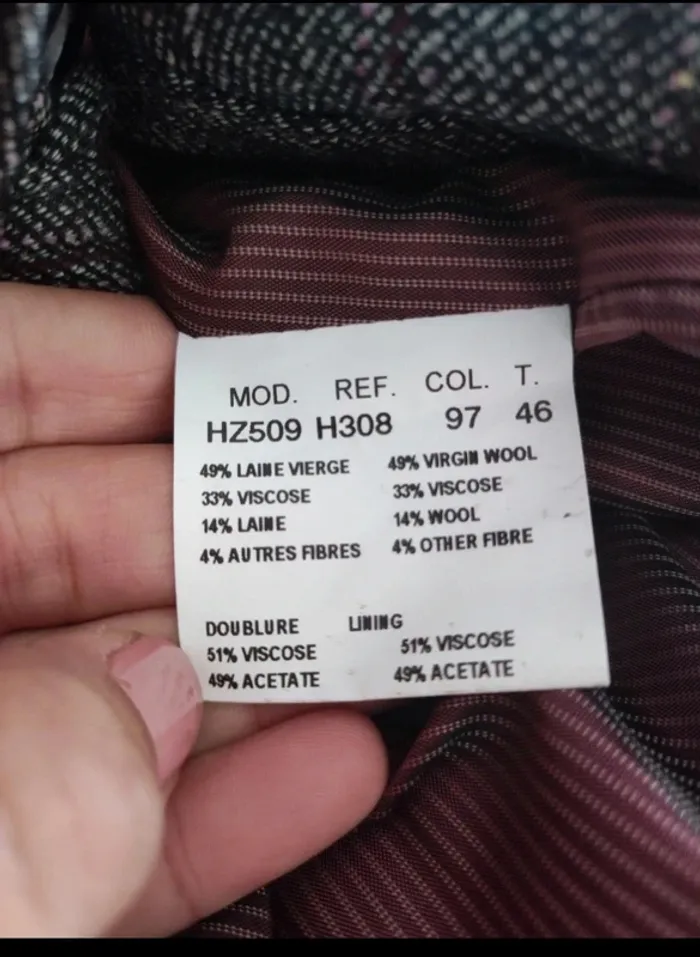 MOD. REF. COL. T.
HZ509 H308 97 46
49% LAINE VIERGE 49% VIRGIN WOOL
33% VISCOSE 33% VISCOSE
14% LAINE 14% WOOL
4% AUTRES FIBRES 4% OTHER FIBRE
DOUBLURE LINING
51% VISCOSE 51% VISCOSE
49% ACETATE 49% ACETATE